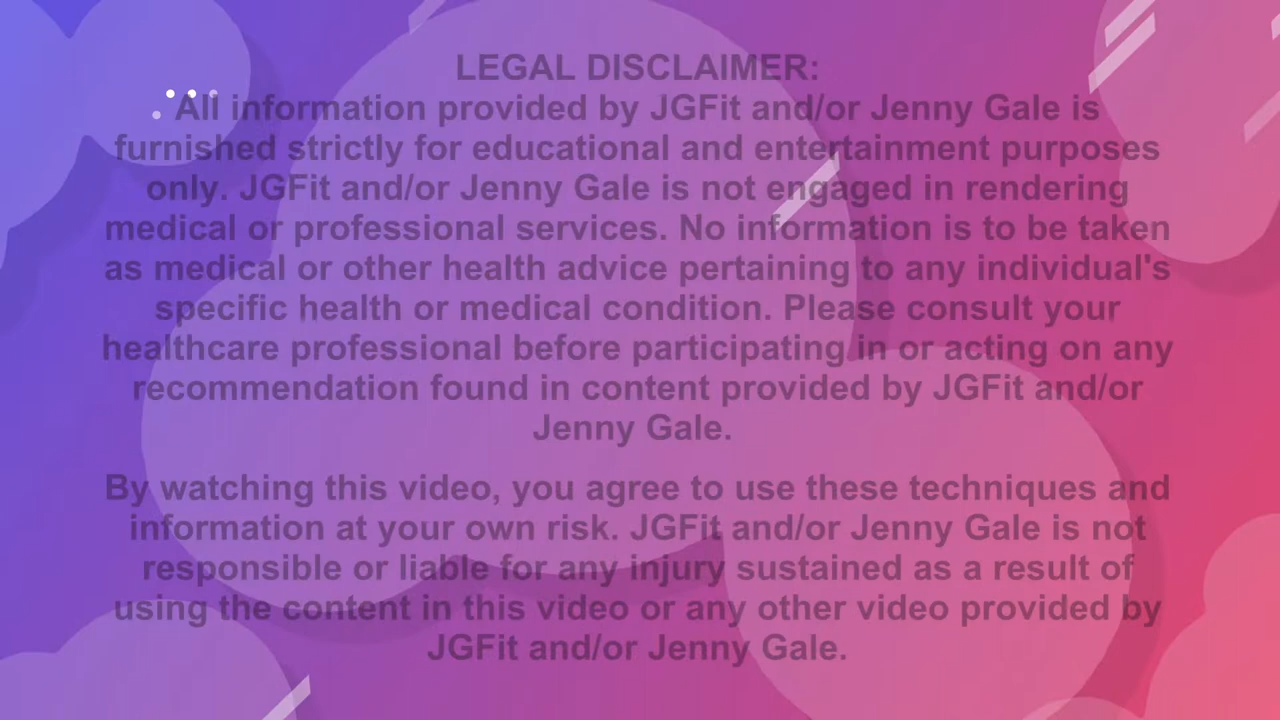 LEGAL DISCLAIMER:
All information provided by JGFit and/or Jenny Gale is
furnished strictly for educational and entertainment purposes
only. JGFit and/or Jenny Gale is not engaged in rendering
medical or professional services. No information is to be taken
as medical or other health advice pertaining to any individual's
specific health or medical condition. Please consult your
healthcare professional before participating in or acting on any
recommendation found in content provided by JGFit and/or
Jenny Gale.
By watching this video, you agree to use these techniques and
information at your own risk. JGFit and/or Jenny Gale is not
responsible or liable for any injury sustained as a result of
using the content in this video or any other video provided by
JGFit and/or Jenny Gale.